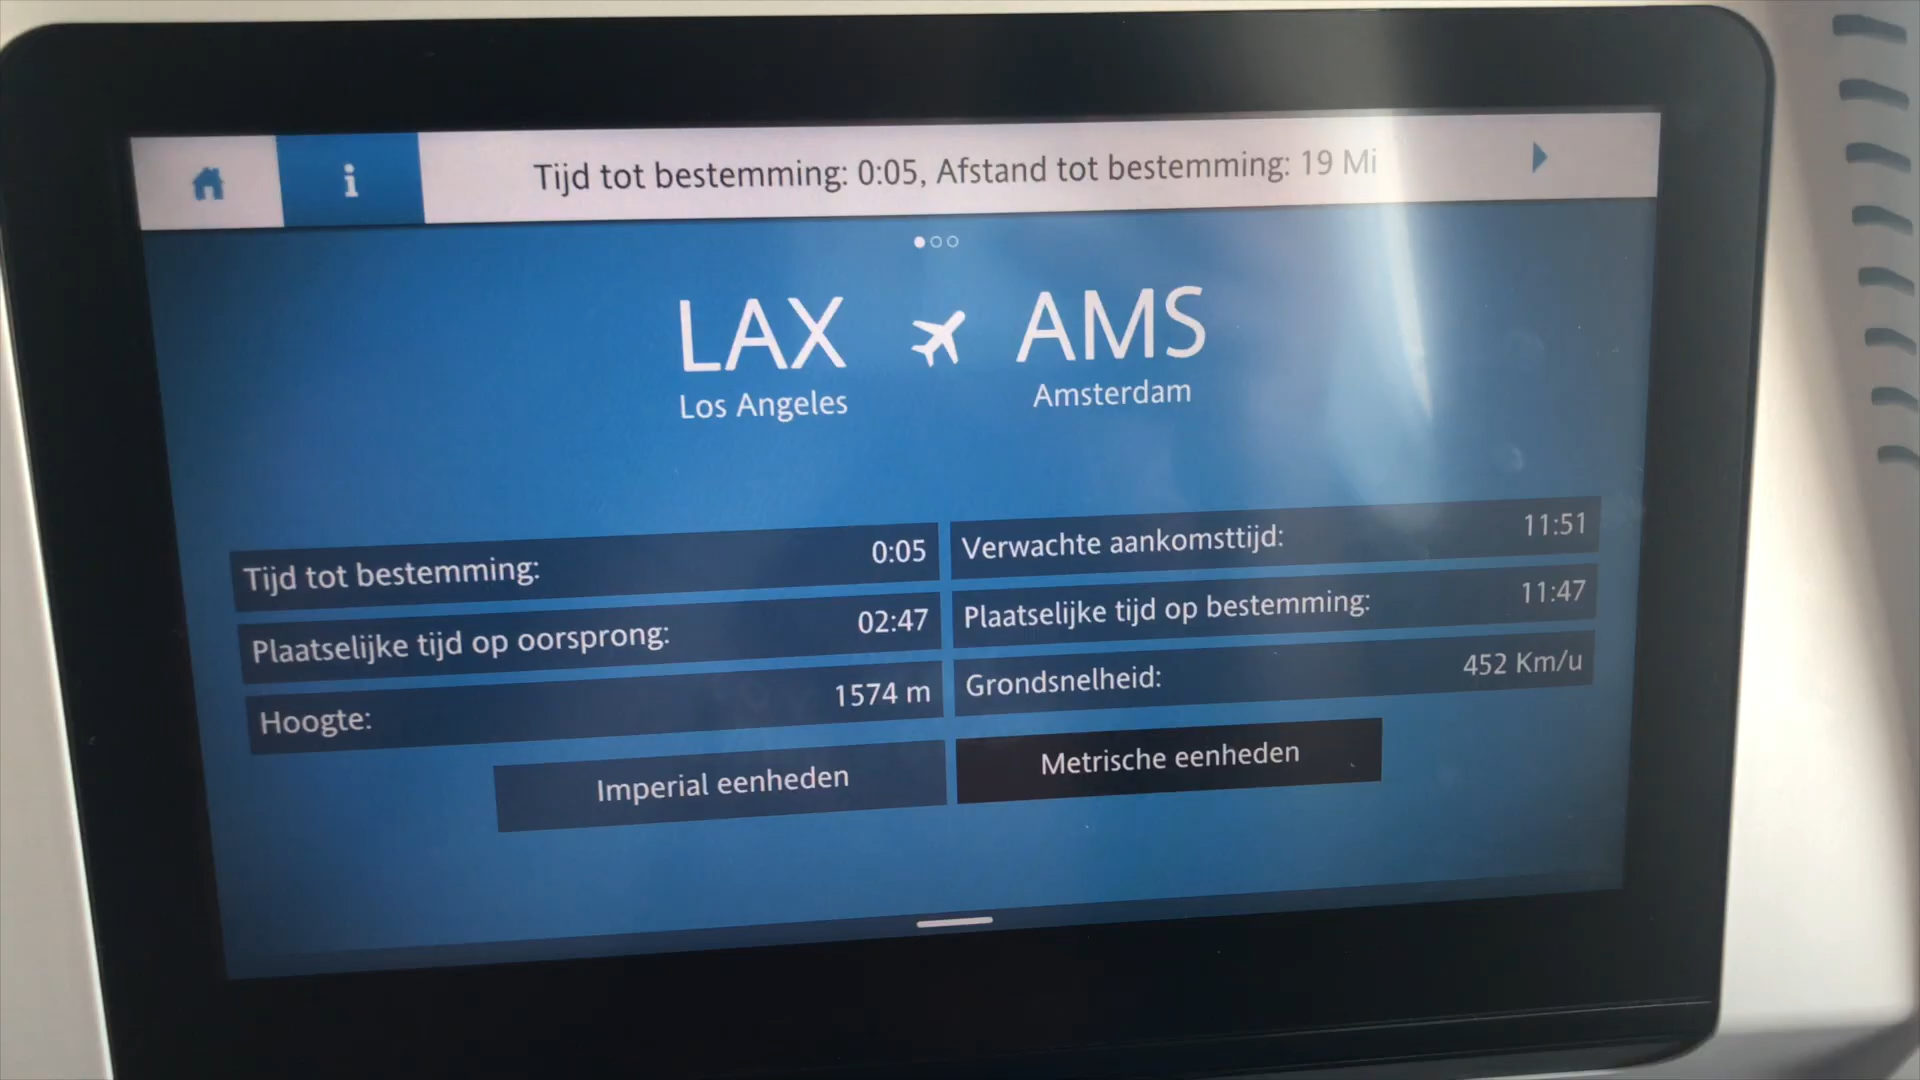 Tijd tot bestemming: 0:05, Afstand tot bestemming: 19 Mi
LAX AMS
Los Angeles Amsterdam
Tijd tot bestemming: 0:05 Verwachte aankomsttijd: 11:51
Plaatselijke tijd op oorsprong: 02:47 Plaatselijke tijd op bestemming: 11:47
Hoogte: 1574 m Grondsnelheid: 452 Km/u
Imperial eenheden Metrische eenheden